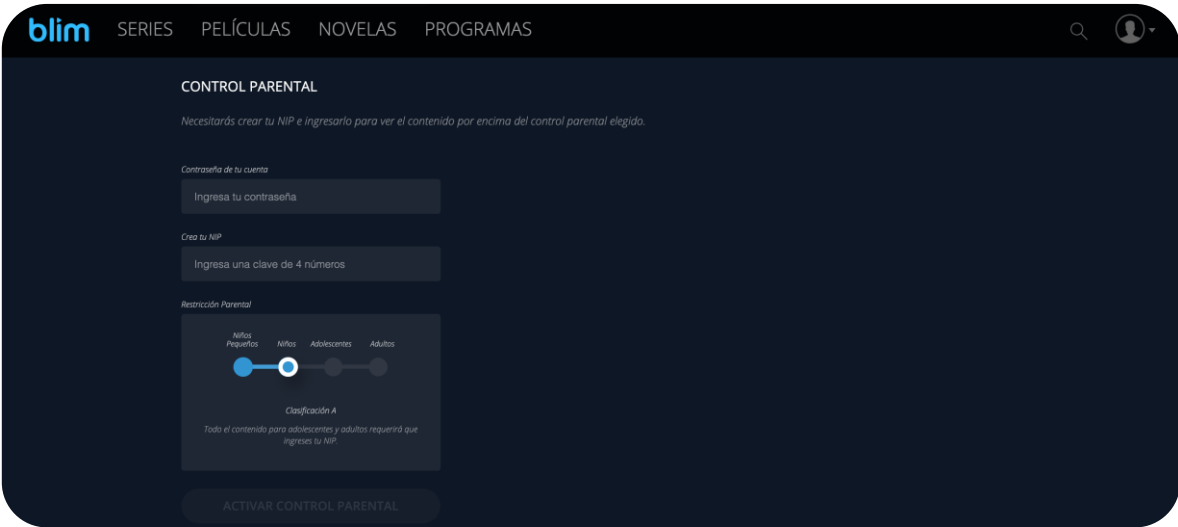 blim SERIES PELÍCULAS NOVELAS PROGRAMAS
CONTROL PARENTAL
Necesitarás crear tu NIP e ingresarlo para ver el contenido por encima del control parental elegido.
Contraseña de tu cuenta
Ingresa tu contraseña
Crea tu NIP
Ingresa una clave de 4 números
Restricción Parental
Niños
Pequeños Niños Adolescentes Adultos
Clasificación A
Todo el contenido para adolescentes y adultos requerirá que
ingreses tu NIP.
ACTIVAR CONTROL PARENTAL